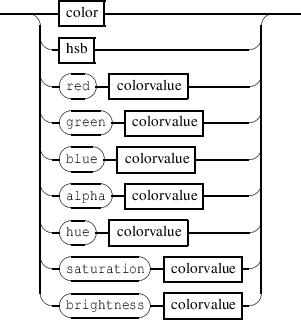 color
hsb
red colorvalue
green colorvalue
blue colorvalue
alpha colorvalue
hue colorvalue
saturation colorvalue
brightness colorvalue